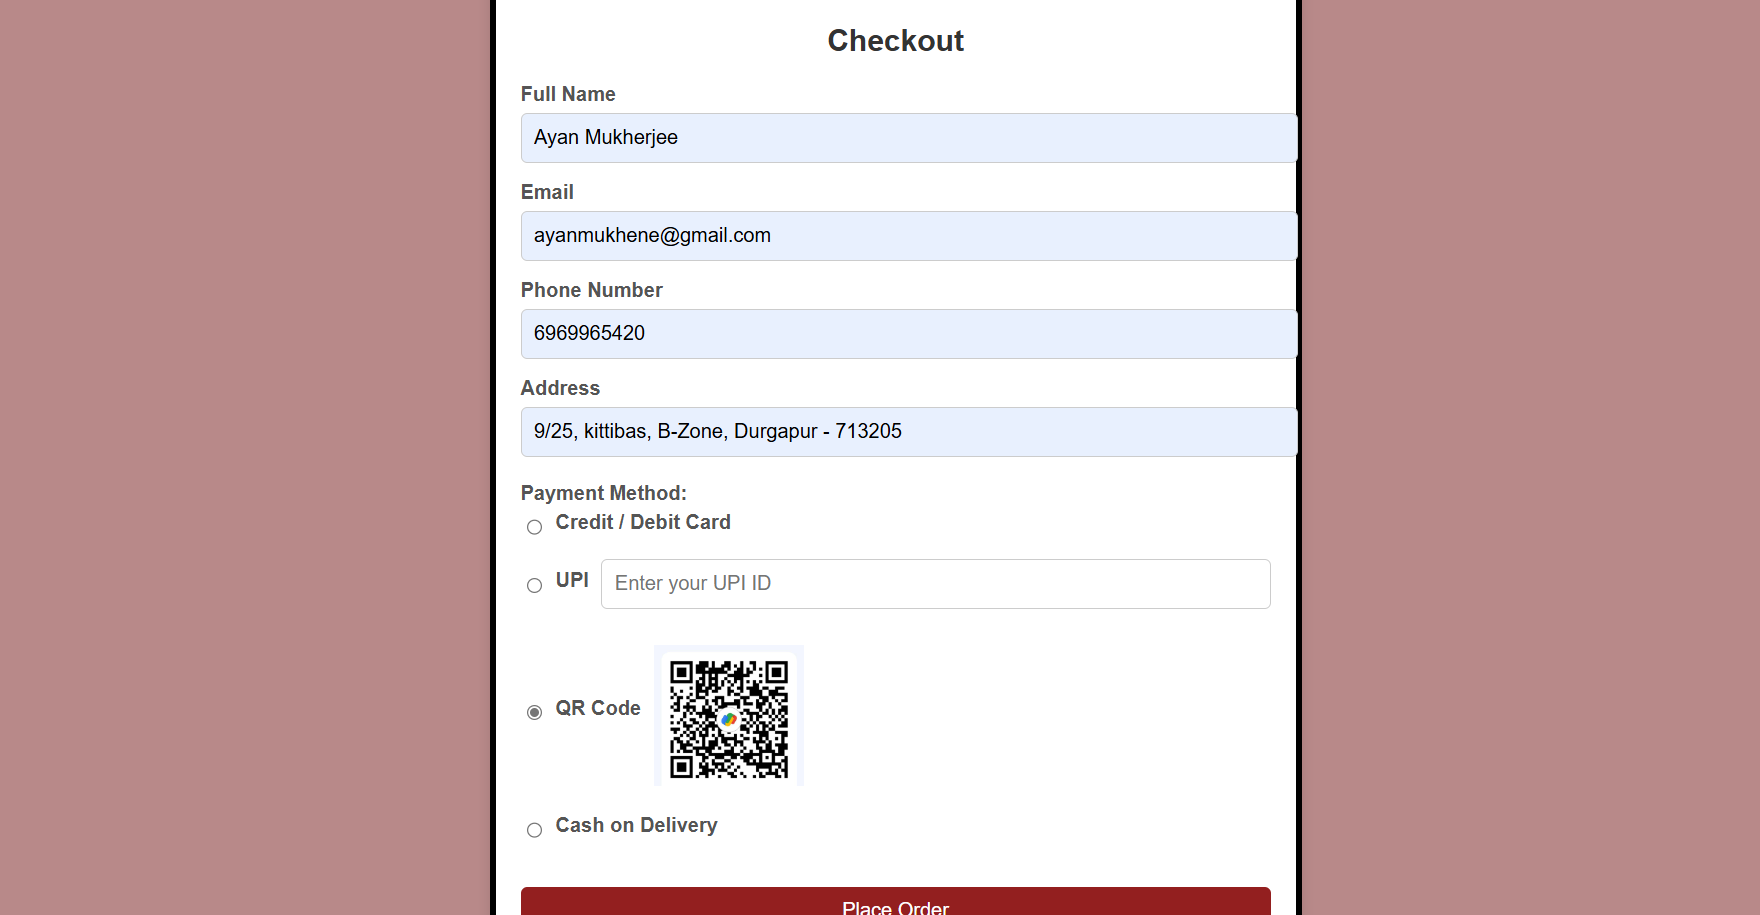 Checkout
Full Name
Ayan Mukherjee
Email
ayanmukhene@gmail.com
Phone Number
6969965420
Address
9/25, kittibas, B-Zone, Durgapur - 713205
Payment Method:
Credit / Debit Card
UPI Enter your UPI ID
QR Code
Cash on Delivery
Place Order